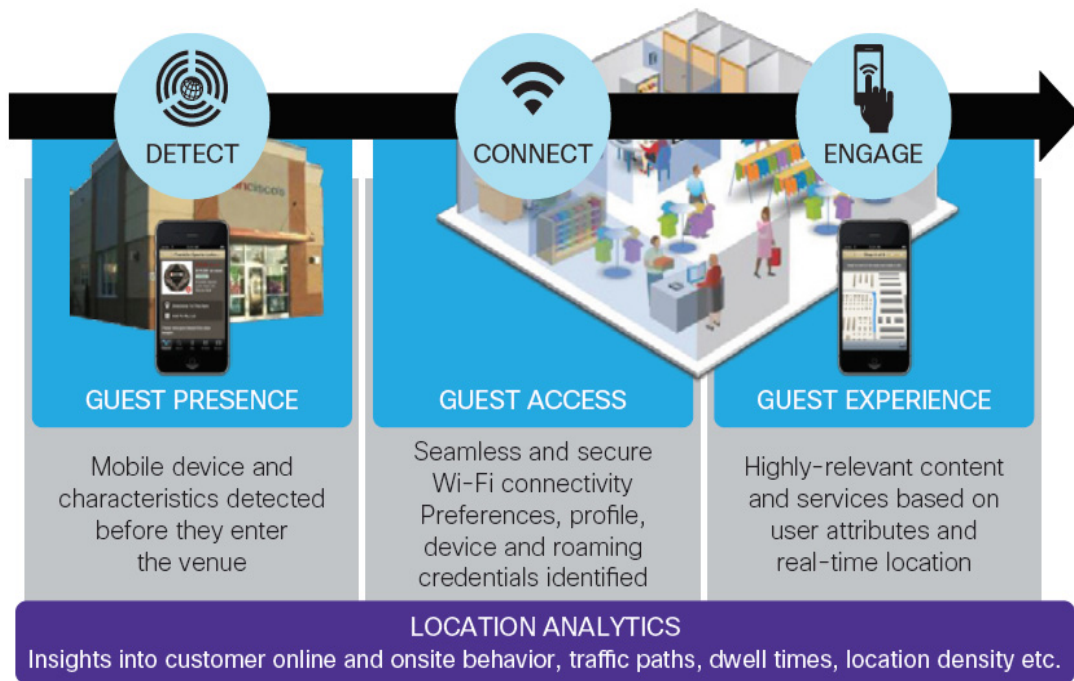 DETECT
CONNECT
ENGAGE
GUEST PRESENCE
Mobile device and
characteristics detected
before they enter
the venue
GUEST ACCESS
Seamless and secure
Wi-Fi connectivity
Preferences, profile,
device and roaming
credentials identified
GUEST EXPERIENCE
Highly-relevant content
and services based on
user attributes and
real-time location
LOCATION ANALYTICS
Insights into customer online and onsite behavior, traffic paths, dwell times, location density etc.